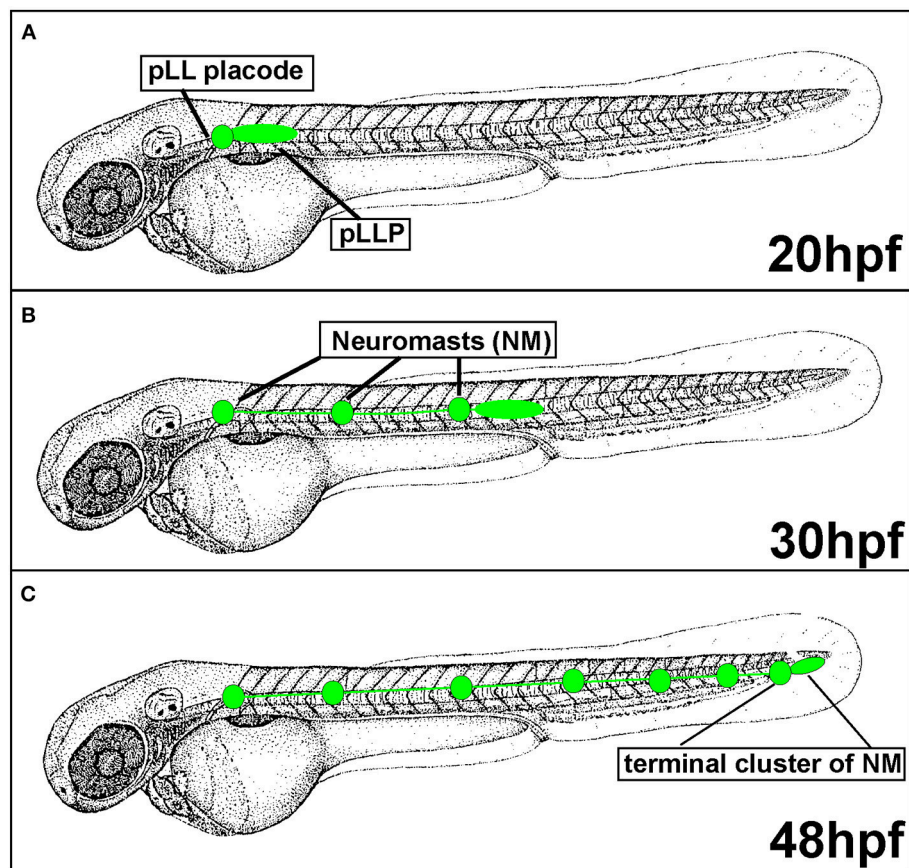 A
pLL placode
pLLP
20hpf
B
Neuromasts (NM)
30hpf
C
terminal cluster of NM
48hpf